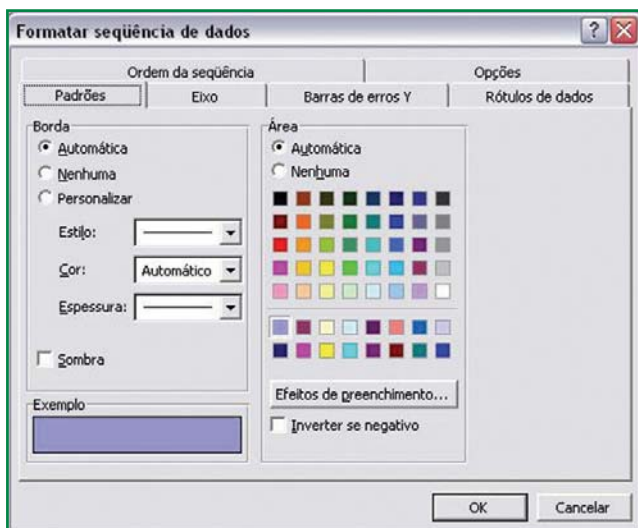 Formatar seqüência de dados
Ordem da seqüência
Opções
Padrões
Eixo
Barras de erros Y
Rótulos de dados
Borda
Automática
Nenhuma
Personalizar
Estilo:
Cor: Automático
Espessura:
Sombra
Exemplo
Área
Automática
Nenhuma
Efeitos de preenchimento...
Inverter se negativo
OK
Cancelar